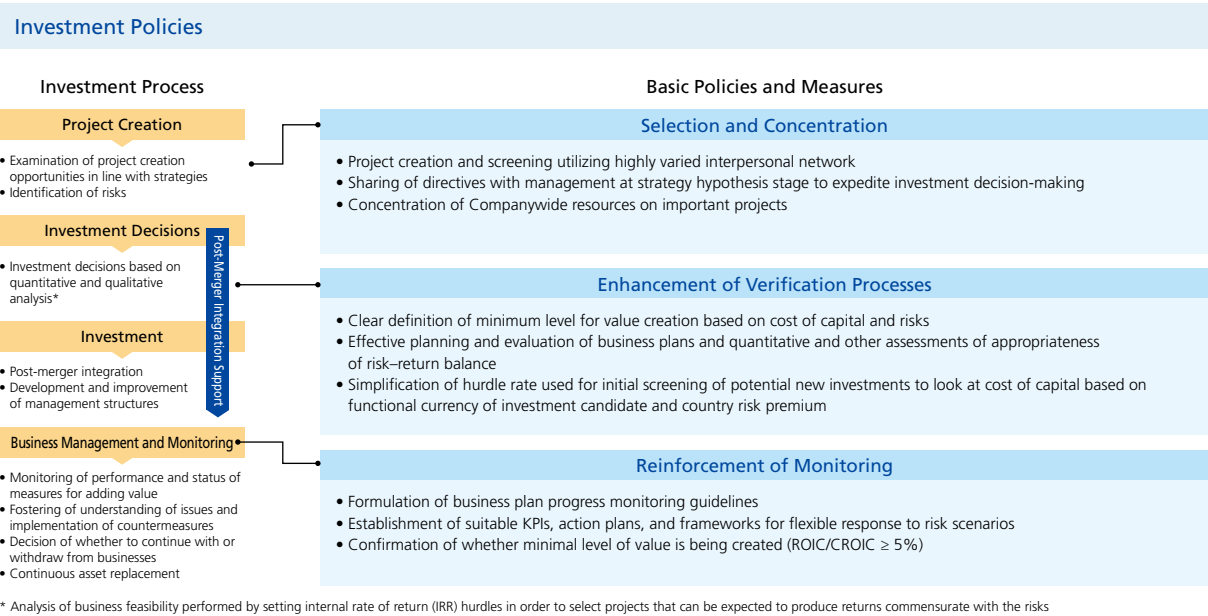 Investment Policies
Investment Process
Project Creation
• Examination of project creation
opportunities in line with strategies
• Identification of risks
Investment Decisions
• Investment decisions based on
quantitative and qualitative
analysis*
Investment
• Post-merger integration
• Development and improvement
of management structures
Post-Merger Integration Support
Business Management and Monitoring
• Monitoring of performance and status of
measures for adding value
• Fostering of understanding of issues and
implementation of countermeasures
• Decision of whether to continue with or
withdraw from businesses
• Continuous asset replacement
Basic Policies and Measures
Selection and Concentration
• Project creation and screening utilizing highly varied interpersonal network
• Sharing of directives with management at strategy hypothesis stage to expedite investment decision-making
• Concentration of Companywide resources on important projects
Enhancement of Verification Processes
• Clear definition of minimum level for value creation based on cost of capital and risks
• Effective planning and evaluation of business plans and quantitative and other assessments of appropriateness
of risk–return balance
• Simplification of hurdle rate used for initial screening of potential new investments to look at cost of capital based on
functional currency of investment candidate and country risk premium
Reinforcement of Monitoring
• Formulation of business plan progress monitoring guidelines
• Establishment of suitable KPIs, action plans, and frameworks for flexible response to risk scenarios
• Confirmation of whether minimal level of value is being created (ROIC/CROIC ≥ 5%)
* Analysis of business feasibility performed by setting internal rate of return (IRR) hurdles in order to select projects that can be expected to produce returns commensurate with the risks